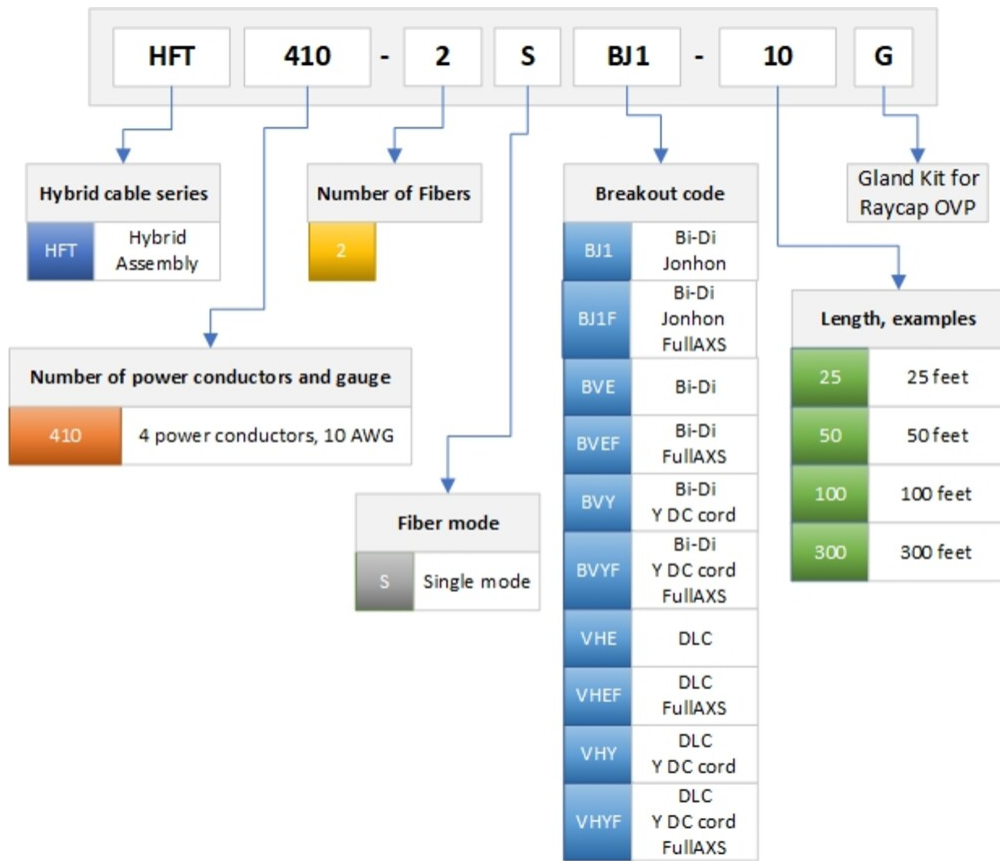 HFT 410 - 2 S BJ1 - 10 G
Hybrid cable series
HFT
Hybrid
Assembly
Number of Fibers
2
Number of power conductors and gauge
410
4 power conductors, 10 AWG
Fiber mode
S
Single mode
Breakout code
BJ1
Bi-Di
Jonhon
BJ1F
Bi-Di
Jonhon
FullAXS
BVE
Bi-Di
BVEF
Bi-Di
FullAXS
BVY
Bi-Di
Y DC cord
BVYF
Bi-Di
Y DC cord
FullAXS
VHE
DLC
VHEF
DLC
FullAXS
VHY
DLC
Y DC cord
VHYF
DLC
Y DC cord
FullAXS
Gland Kit for
Raycap OVP
Length, examples
25
25 feet
50
50 feet
100
100 feet
300
300 feet